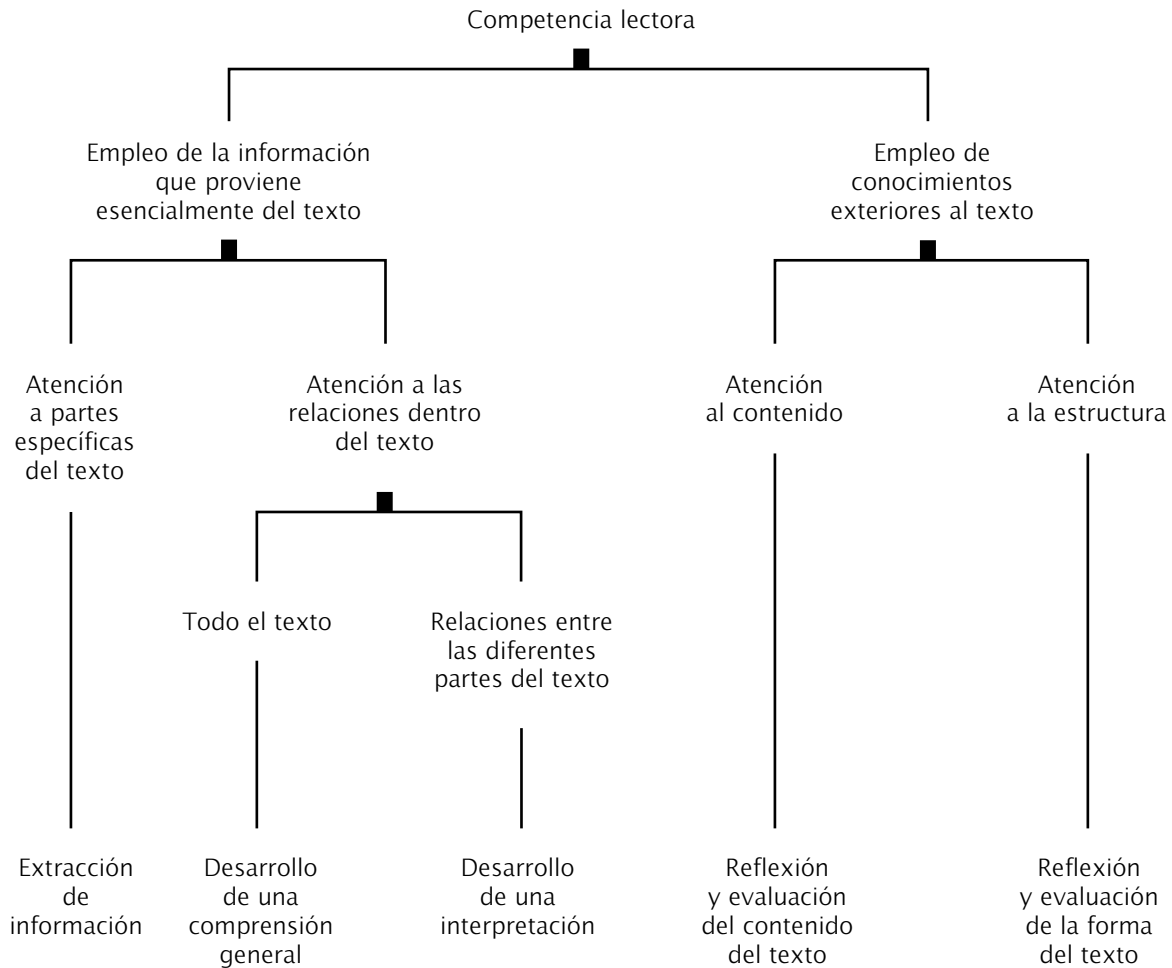 Competencia lectora
Empleo de la información
que proviene
esencialmente del texto
Empleo de
conocimientos
exteriores al texto
Atención
a partes
específicas
del texto
Atención a las
relaciones dentro
del texto
Atención
al contenido
Atención
a la estructura
Todo el texto
Relaciones entre
las diferentes
partes del texto
Extracción
de
información
Desarrollo
de una
comprensión
general
Desarrollo
de una
interpretación
Reflexión
y evaluación
del contenido
del texto
Reflexión
y evaluación
de la forma
del texto